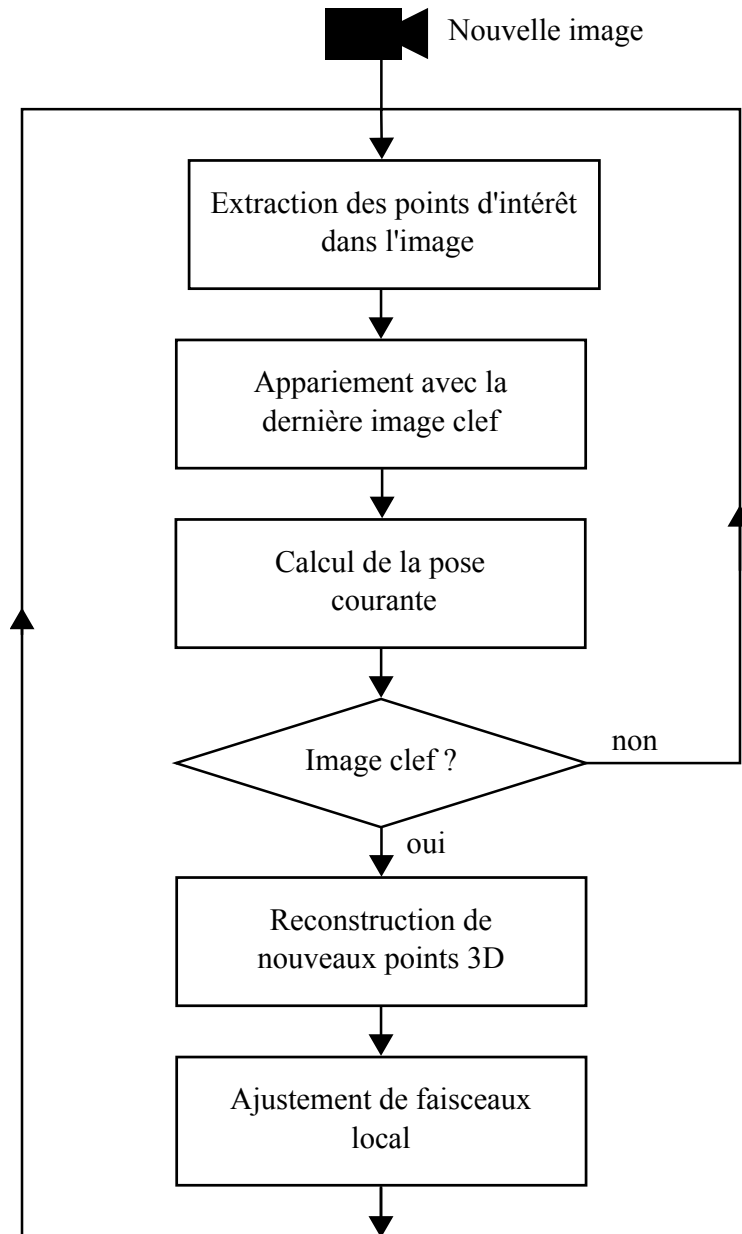 Nouvelle image
Extraction des points d'intérêt
dans l'image
Appariement avec la
dernière image clef
Calcul de la pose
courante
Image clef ?
non
oui
Reconstruction de
nouveaux points 3D
Ajustement de faisceaux
local